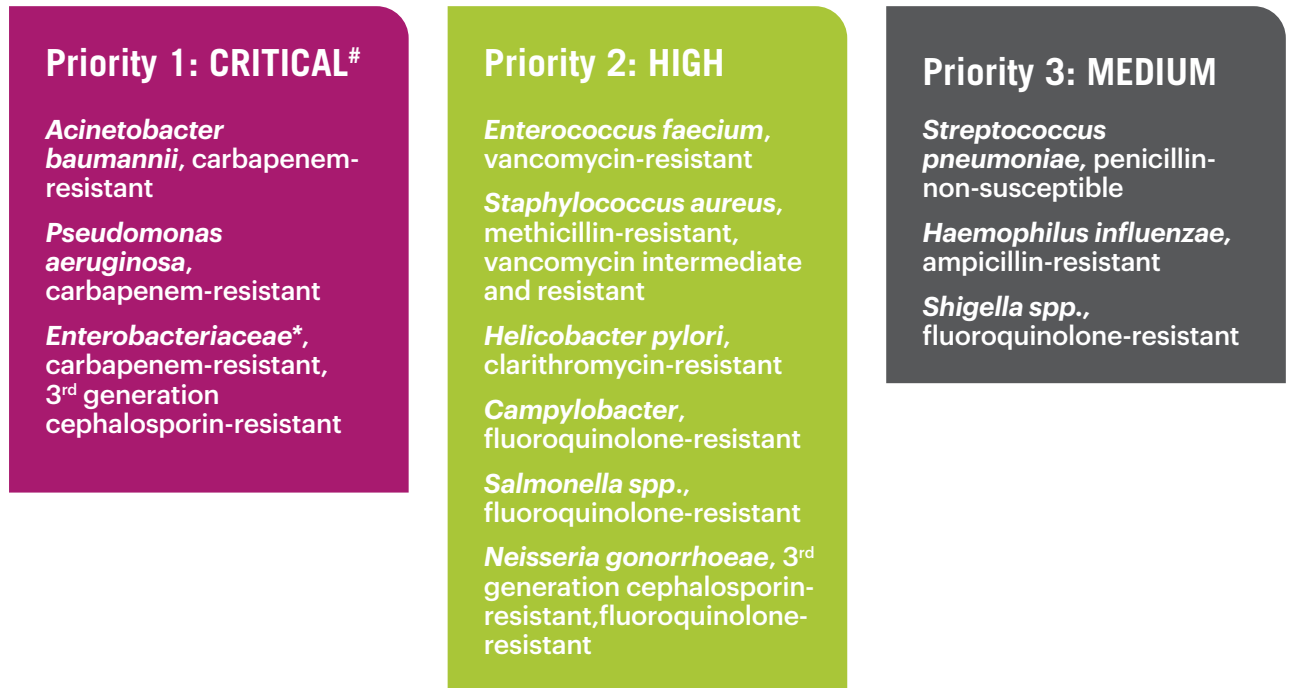 Priority 1: CRITICAL#
Acinetobacter
baumannii, carbapenem-
resistant
Pseudomonas
aeruginosa,
carbapenem-resistant
Enterobacteriaceae*,
carbapenem-resistant,
3rd generation
cephalosporin-resistant
Priority 2: HIGH
Enterococcus faecium,
vancomycin-resistant
Staphylococcus aureus,
methicillin-resistant,
vancomycin intermediate
and resistant
Helicobacter pylori,
clarithromycin-resistant
Campylobacter,
fluoroquinolone-resistant
Salmonella spp.,
fluoroquinolone-resistant
Neisseria gonorrhoeae, 3rd
generation cephalosporin-
resistant,fluoroquinolone-
resistant
Priority 3: MEDIUM
Streptococcus
pneumoniae, penicillin-
non-susceptible
Haemophilus influenzae,
ampicillin-resistant
Shigella spp.,
fluoroquinolone-resistant